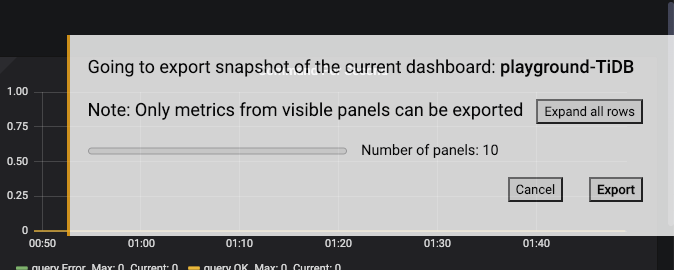 Going to export snapshot of the current dashboard: playground-TiDB
Note: Only metrics from visible panels can be exported
Expand all rows
Number of panels: 10
Cancel
Export
1.00
0.75
0.50
0.25
0
00:50
01:00
01:10
01:20
01:30
01:40
query Error Max: 0 Current: 0
query OK Max: 0 Current: 0